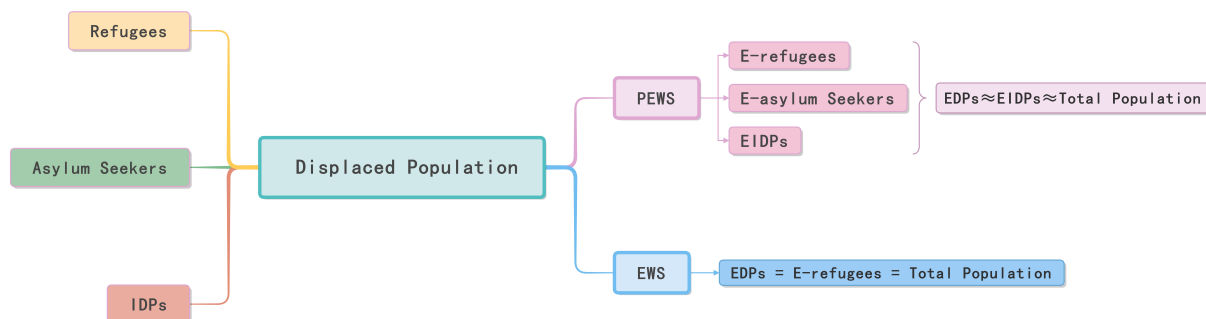 Refugees
Asylum Seekers
IDPs
Displaced Population
PEWS
E-refugees
E-asylum Seekers
EIDPs
EDPs≈EIDPs≈Total Population
EWS
EDPs = E-refugees = Total Population